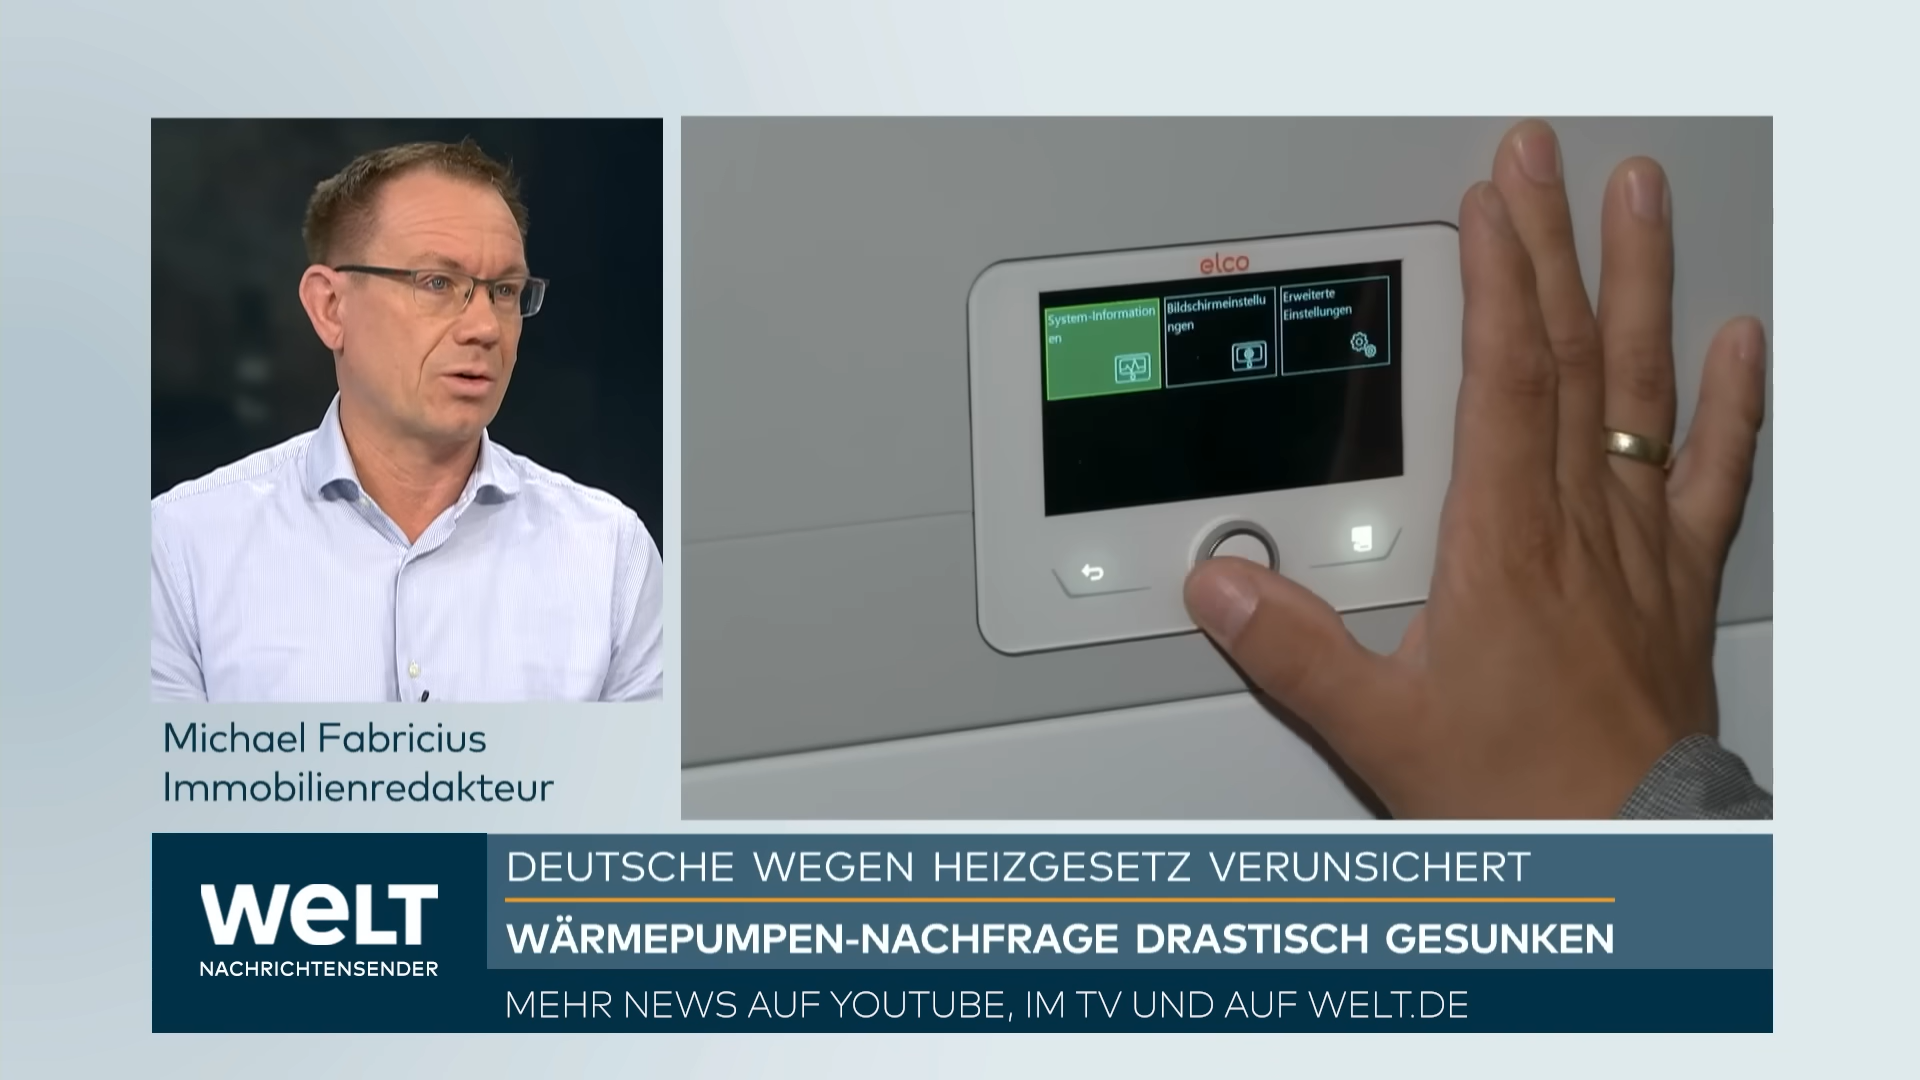 elco
System-Information
en
Bildschirmeinstellu
ngen
Erweiterte
Einstellungen
Michael Fabricius
Immobilienredakteur
WELT
NACHRICHTENSENDER
DEUTSCHE WEGEN HEIZGESETZ VERUNSICHERT
WÄRMEPUMPEN-NACHFRAGE DRASTISCH GESUNKEN
MEHR NEWS AUF YOUTUBE, IM TV UND AUF WELT.DE